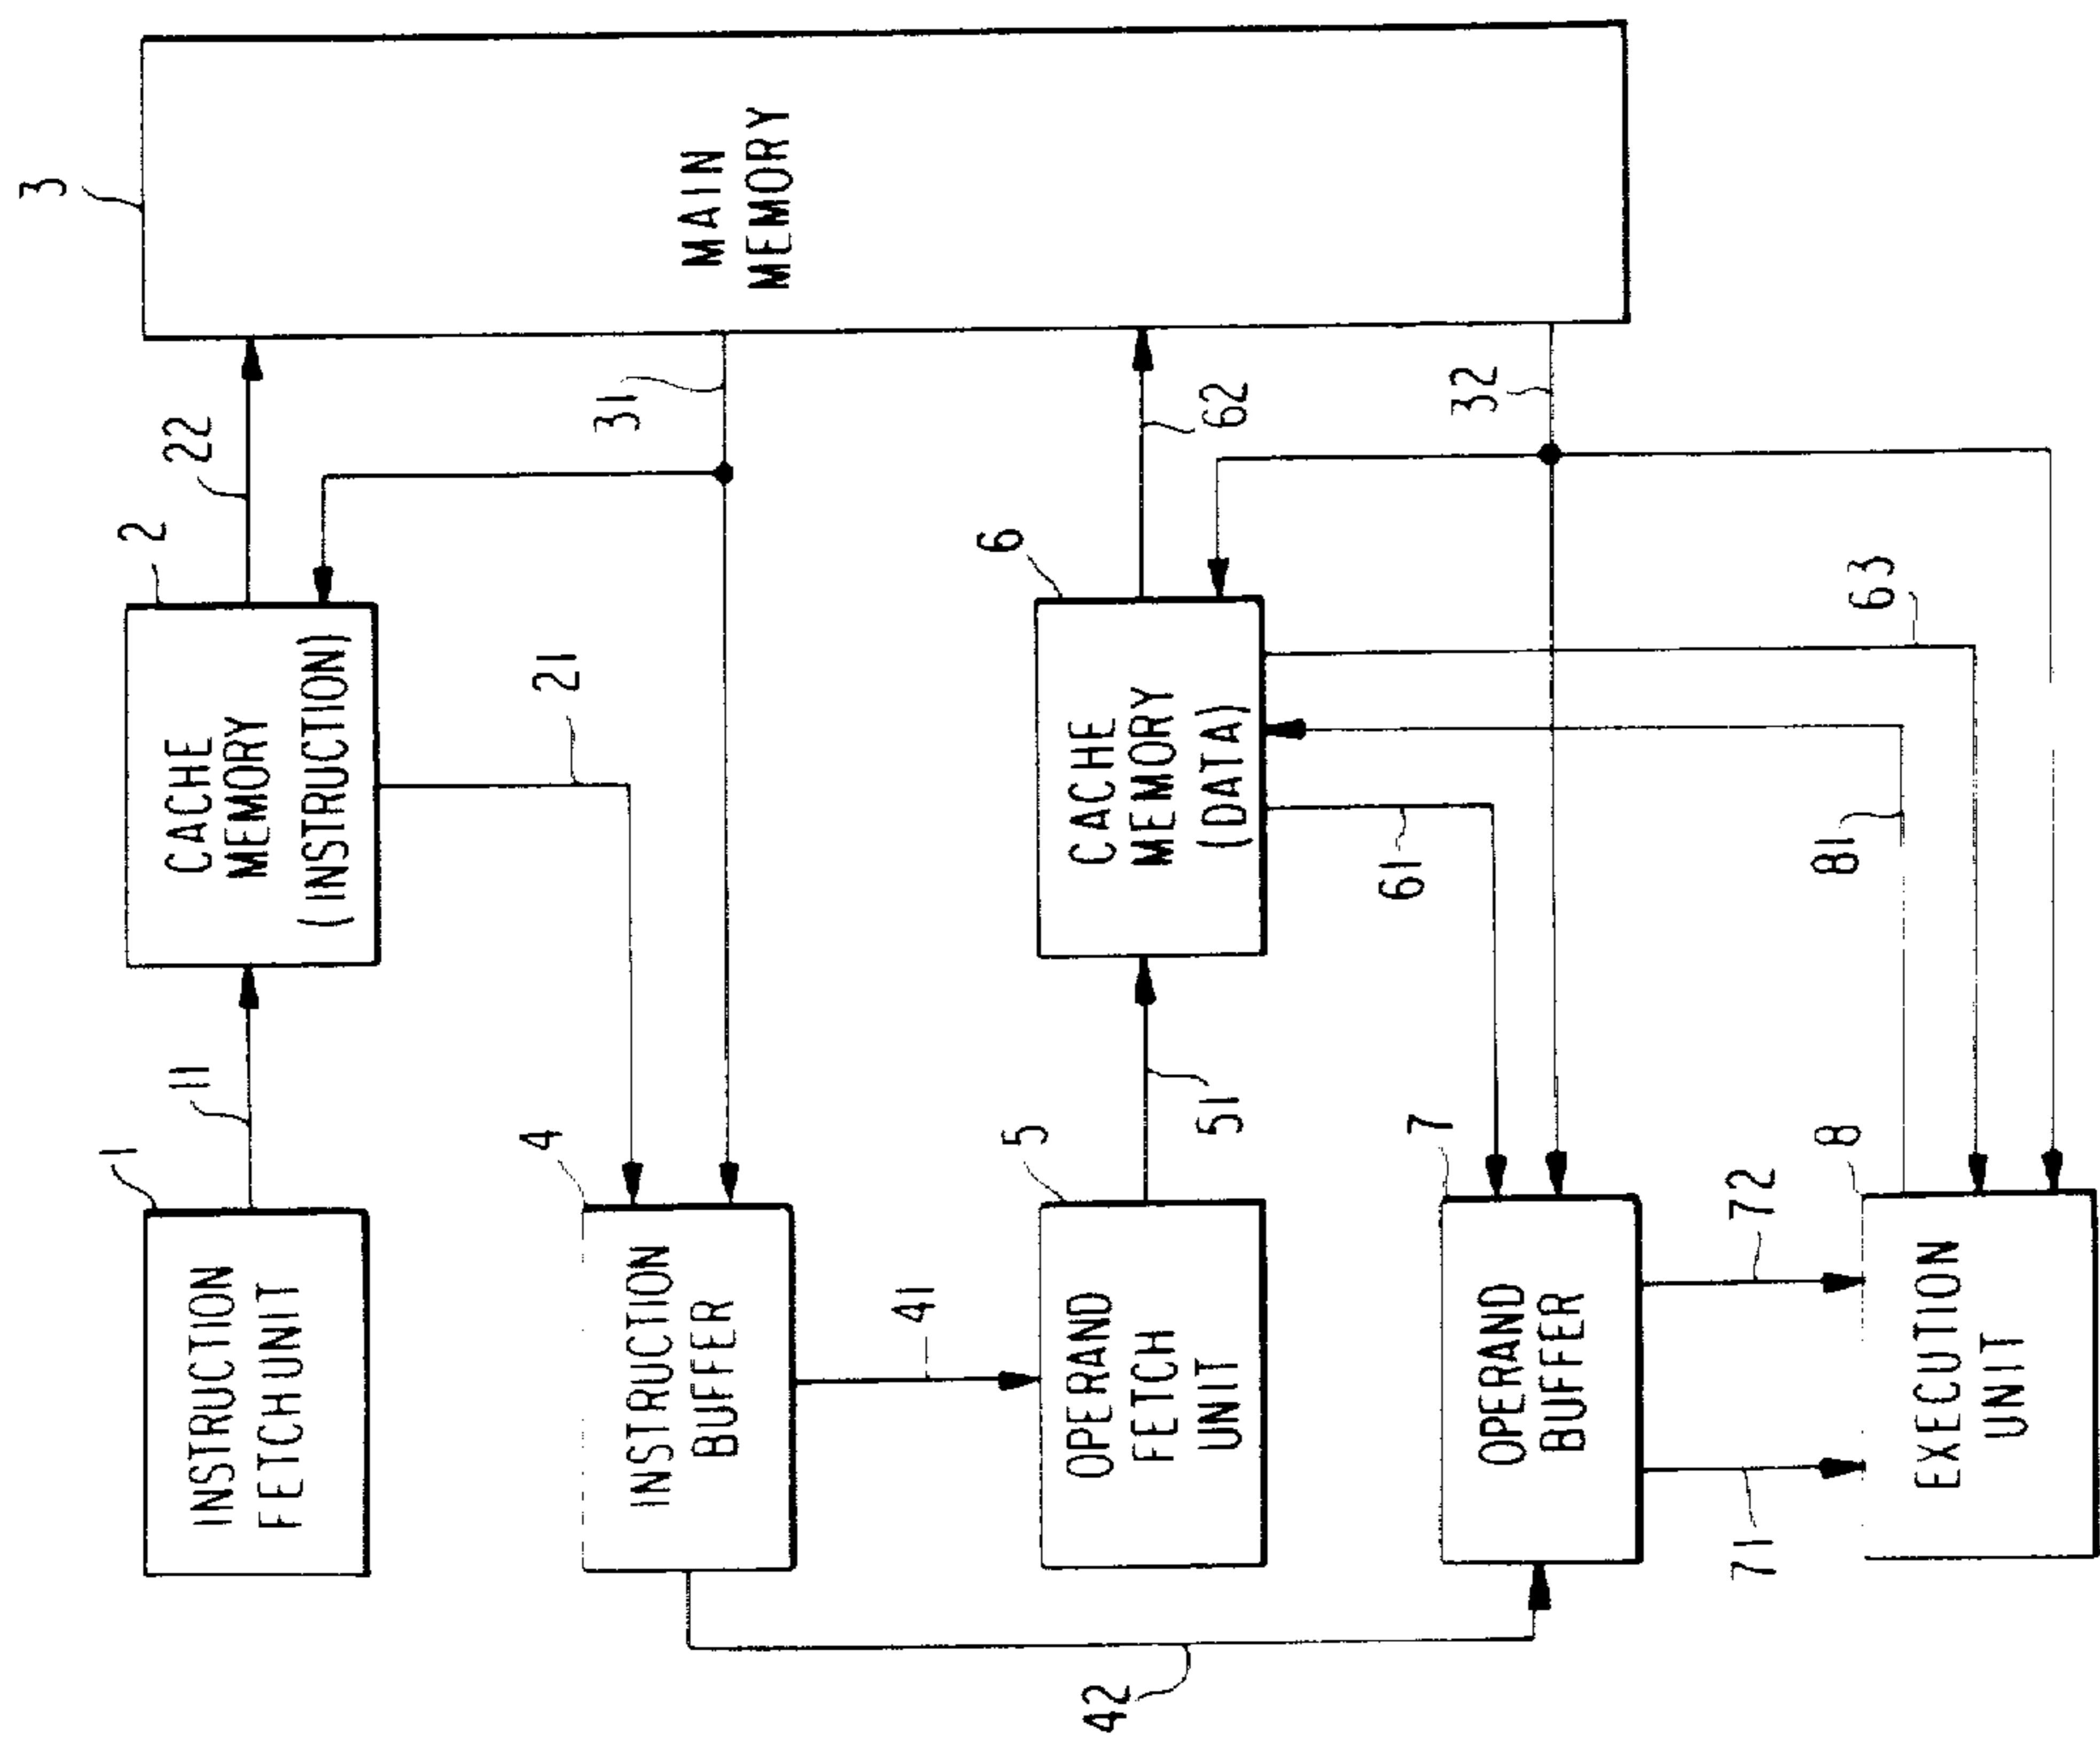 1
INSTRUCTION
FETCH UNIT
11
2
CACHE
MEMORY
(INSTRUCTION)
22
3
MAIN
MEMORY
21
31
4
INSTRUCTION
BUFFER
41
42
5
OPERAND
FETCH
UNIT
51
6
CACHE
MEMORY
(DATA)
62
61
32
63
7
OPERAND
BUFFER
71
72
81
8
EXECUTION
UNIT